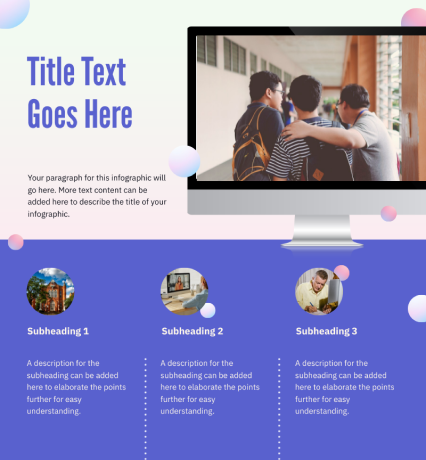 Title Text
Goes Here
Your paragraph for this infographic will
go here. More text content can be
added here to describe the title of your
infographic.
Subheading 1
Subheading 2
Subheading 3
A description for the
subheading can be added
here to elaborate the points
further for easy
understanding.
A description for the
subheading can be added
here to elaborate the points
further for easy
understanding.
A description for the
subheading can be added
here to elaborate the points
further for easy
understanding.